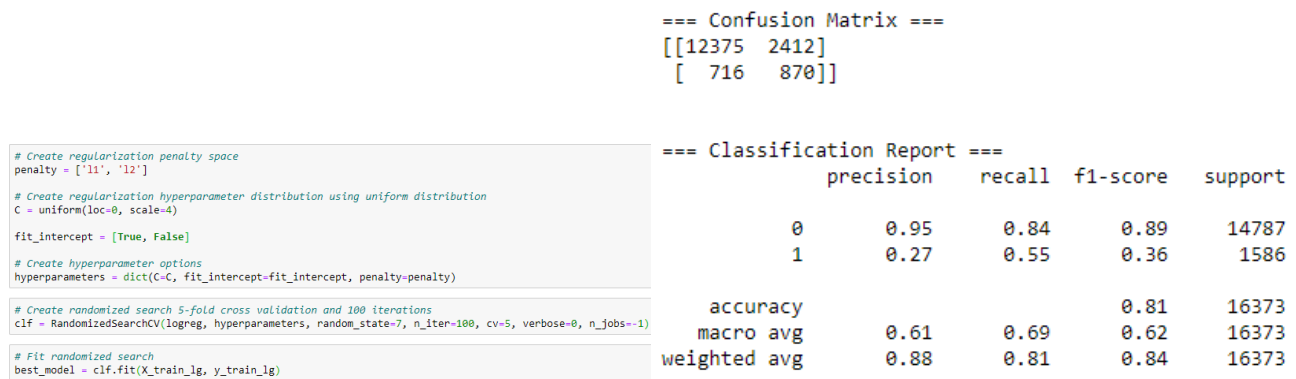 # Create regularization penalty space
penalty = ['l1', 'l2']
# Create regularization hyperparameter distribution using uniform distribution
C = uniform(loc=0, scale=4)
fit_intercept = [True, False]
# Create hyperparameter options
hyperparameters = dict(C=C, fit_intercept=fit_intercept, penalty=penalty)
# Create randomized search 5-fold cross validation and 100 iterations
clf = RandomizedSearchCV(logreg, hyperparameters, random_state=7, n_iter=100, cv=5, verbose=0, n_jobs=-1)
# Fit randomized search
best_model = clf.fit(X_train_lg, y_train_lg)
=== Confusion Matrix ===
[[12375 2412]
[ 716 870]]
=== Classification Report ===
precision recall f1-score support
0 0.95 0.84 0.89 14787
1 0.27 0.55 0.36 1586
accuracy 0.81 16373
macro avg 0.61 0.69 0.62 16373
weighted avg 0.88 0.81 0.84 16373